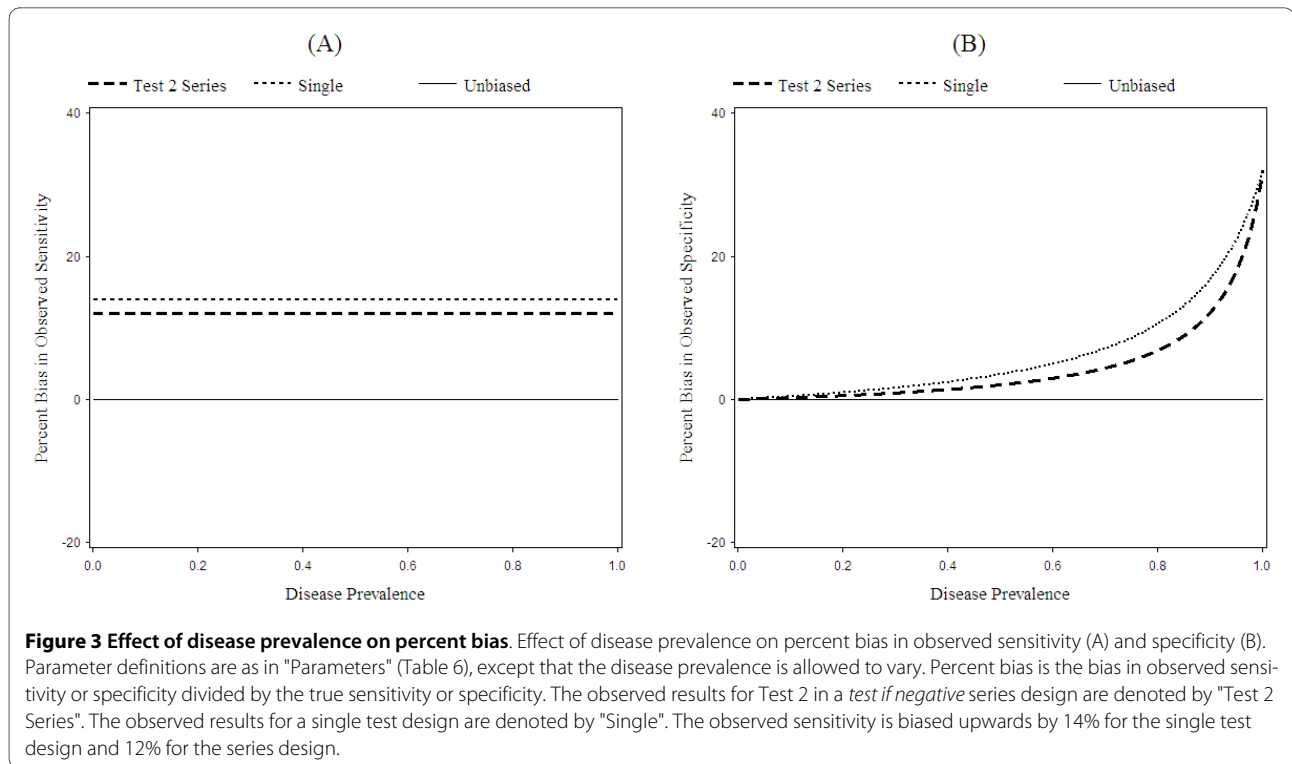 (A)
Test 2 Series Single Unbiased
40
20
0
-20
Percent Bias in Observed Sensitivity
0.0 0.2 0.4 0.6 0.8 1.0
Disease Prevalence
(B)
Test 2 Series Single Unbiased
40
20
0
-20
Percent Bias in Observed Specificity
0.0 0.2 0.4 0.6 0.8 1.0
Disease Prevalence
Figure 3 Effect of disease prevalence on percent bias. Effect of disease prevalence on percent bias in observed sensitivity (A) and specificity (B).
Parameter definitions are as in "Parameters" (Table 6), except that the disease prevalence is allowed to vary. Percent bias is the bias in observed sensi-
tivity or specificity divided by the true sensitivity or specificity. The observed results for Test 2 in a test if negative series design are denoted by "Test 2
Series". The observed results for a single test design are denoted by "Single". The observed sensitivity is biased upwards by 14% for the single test
design and 12% for the series design.